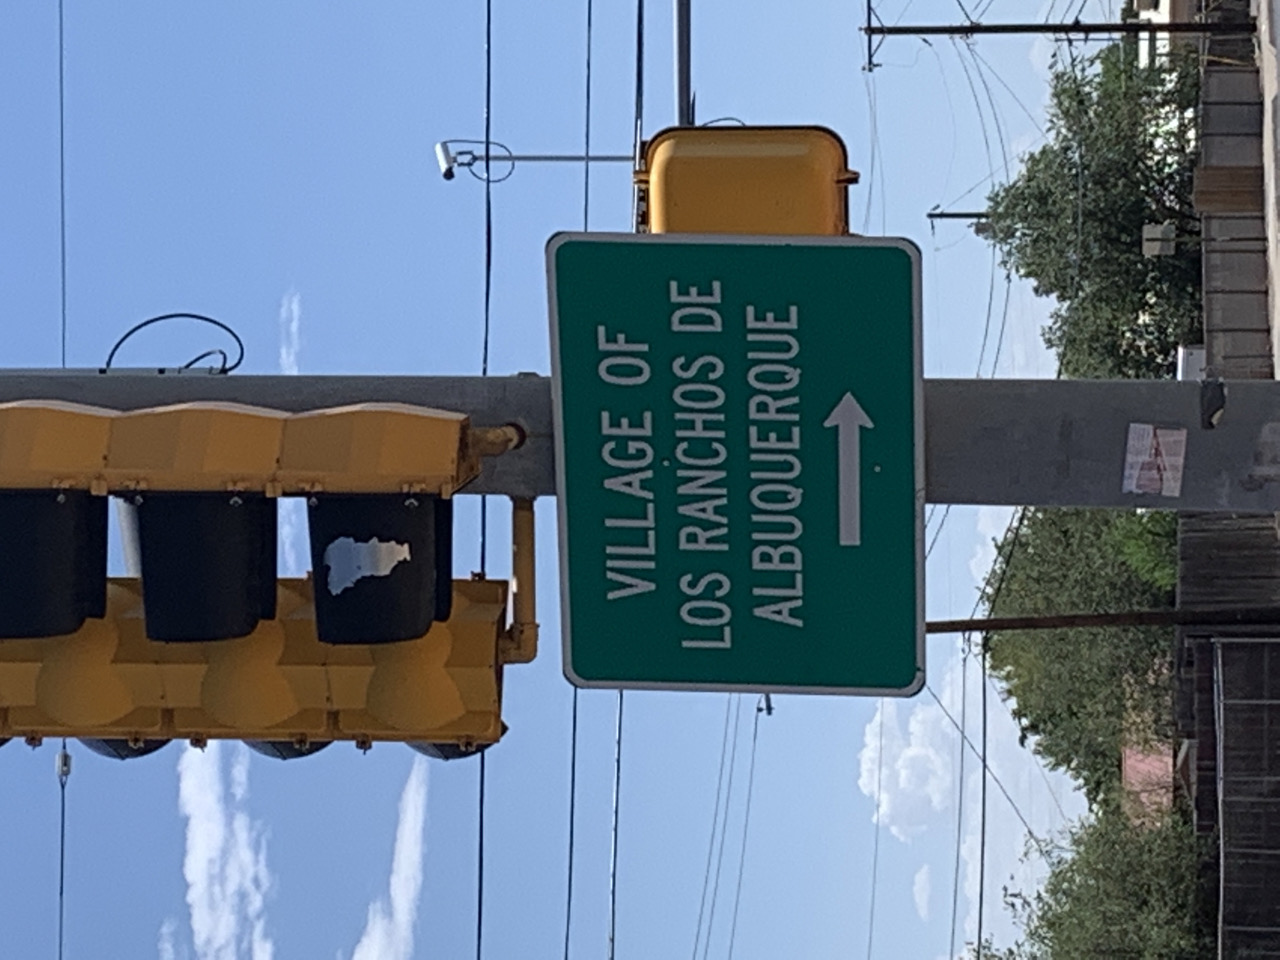 VILLAGE OF
LOS RANCHOS DE
ALBUQUERQUE